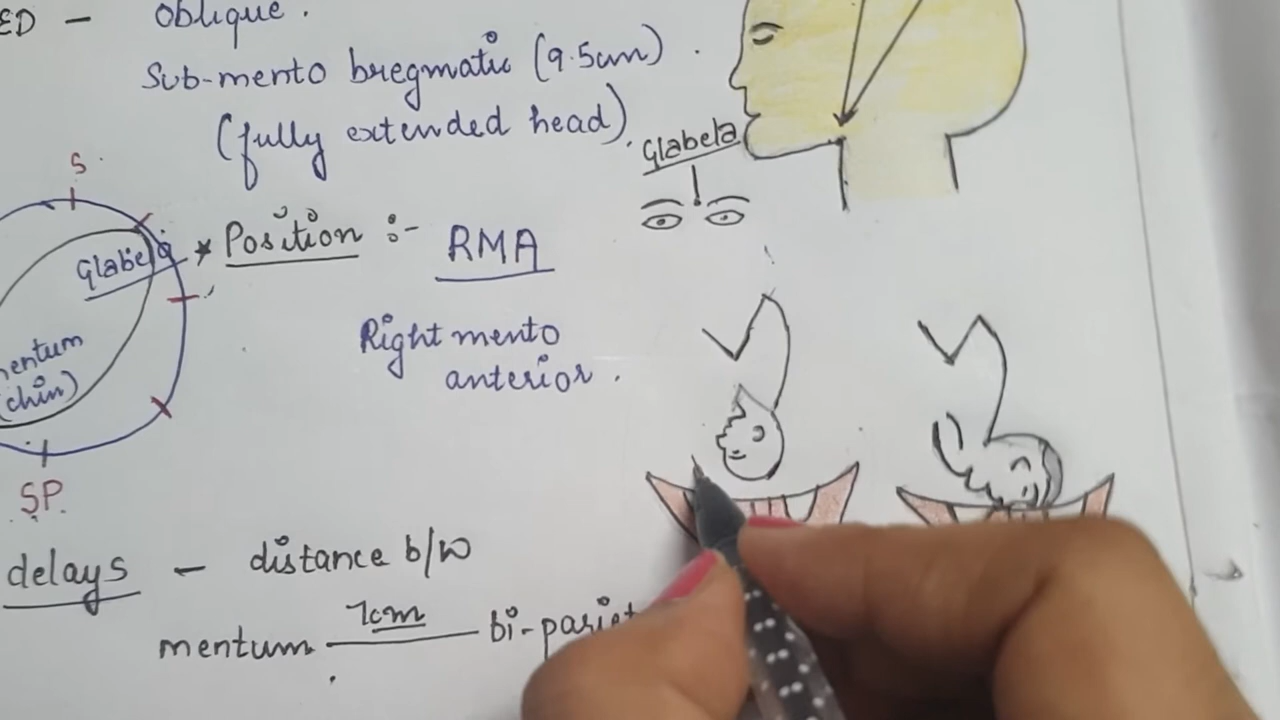 ED - Oblique.
Sub-mento bregmatic (9.5cm).
(fully extended head).
Glabela
S
Glabela
* Position :- RMA
Right mento
anterior.
mentum
(chin)
SP
delays - distance b/w
mentum 7cm bi-pariet